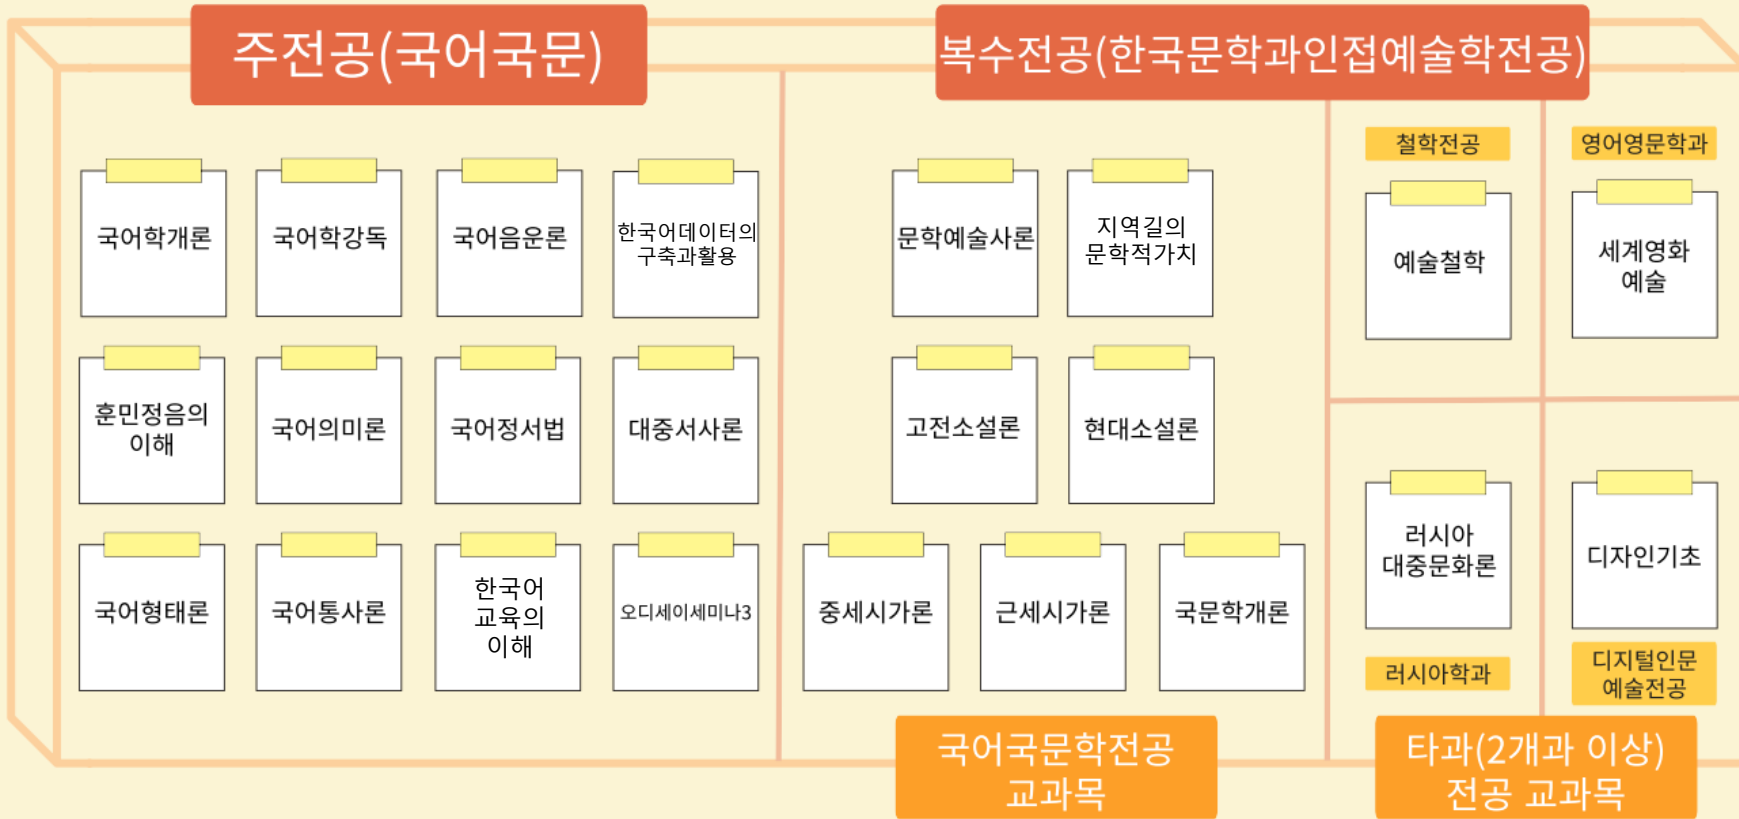 주전공(국어국문)
복수전공(한국문학과인접예술학전공)
국어학개론
국어학강독
국어음운론
한국어데이터의
구축과활용
훈민정음의
이해
국어의미론
국어정서법
대중서사론
국어형태론
국어통사론
한국어
교육의
이해
오디세이세미나3
문학예술사론
지역길의
문학적가치
고전소설론
현대소설론
중세시가론
근세시가론
국문학개론
국어국문학전공
교과목
철학전공
예술철학
영어영문학과
세계영화
예술
러시아
대중문화론
러시아학과
디자인기초
디지털인문
예술전공
타과(2개과 이상)
전공 교과목